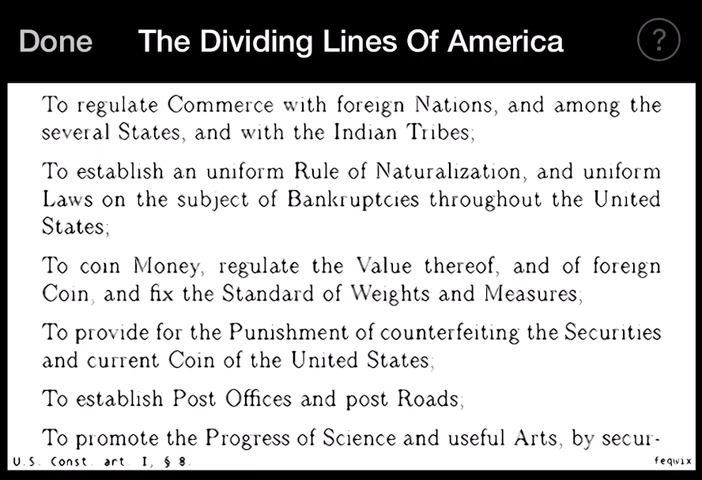 Done The Dividing Lines Of America ?
To regulate Commerce with foreign Nations, and among the
several States, and with the Indian Tribes;
To establish an uniform Rule of Naturalization, and uniform
Laws on the subject of Bankruptcies throughout the United
States;
To coin Money, regulate the Value thereof, and of foreign
Coin, and fix the Standard of Weights and Measures;
To provide for the Punishment of counterfeiting the Securities
and current Coin of the United States;
To establish Post Offices and post Roads;
To promote the Progress of Science and useful Arts, by secur-
U.S. Const. art. I, § 8. feqwix